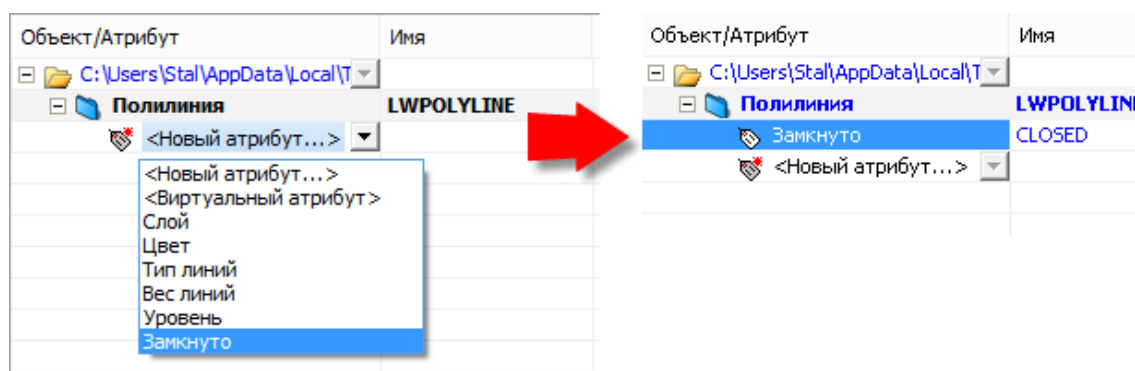 Объект/Атрибут Имя
C:\Users\Stal\AppData\Local\T
Полилиния LWPOLYLINE
<Новый атрибут...>
<Новый атрибут...>
<Виртуальный атрибут>
Слой
Цвет
Тип линий
Вес линий
Уровень
Замкнуто
Объект/Атрибут Имя
C:\Users\Stal\AppData\Local\T
Полилиния LWPOLYLIN
Замкнуто CLOSED
<Новый атрибут...>